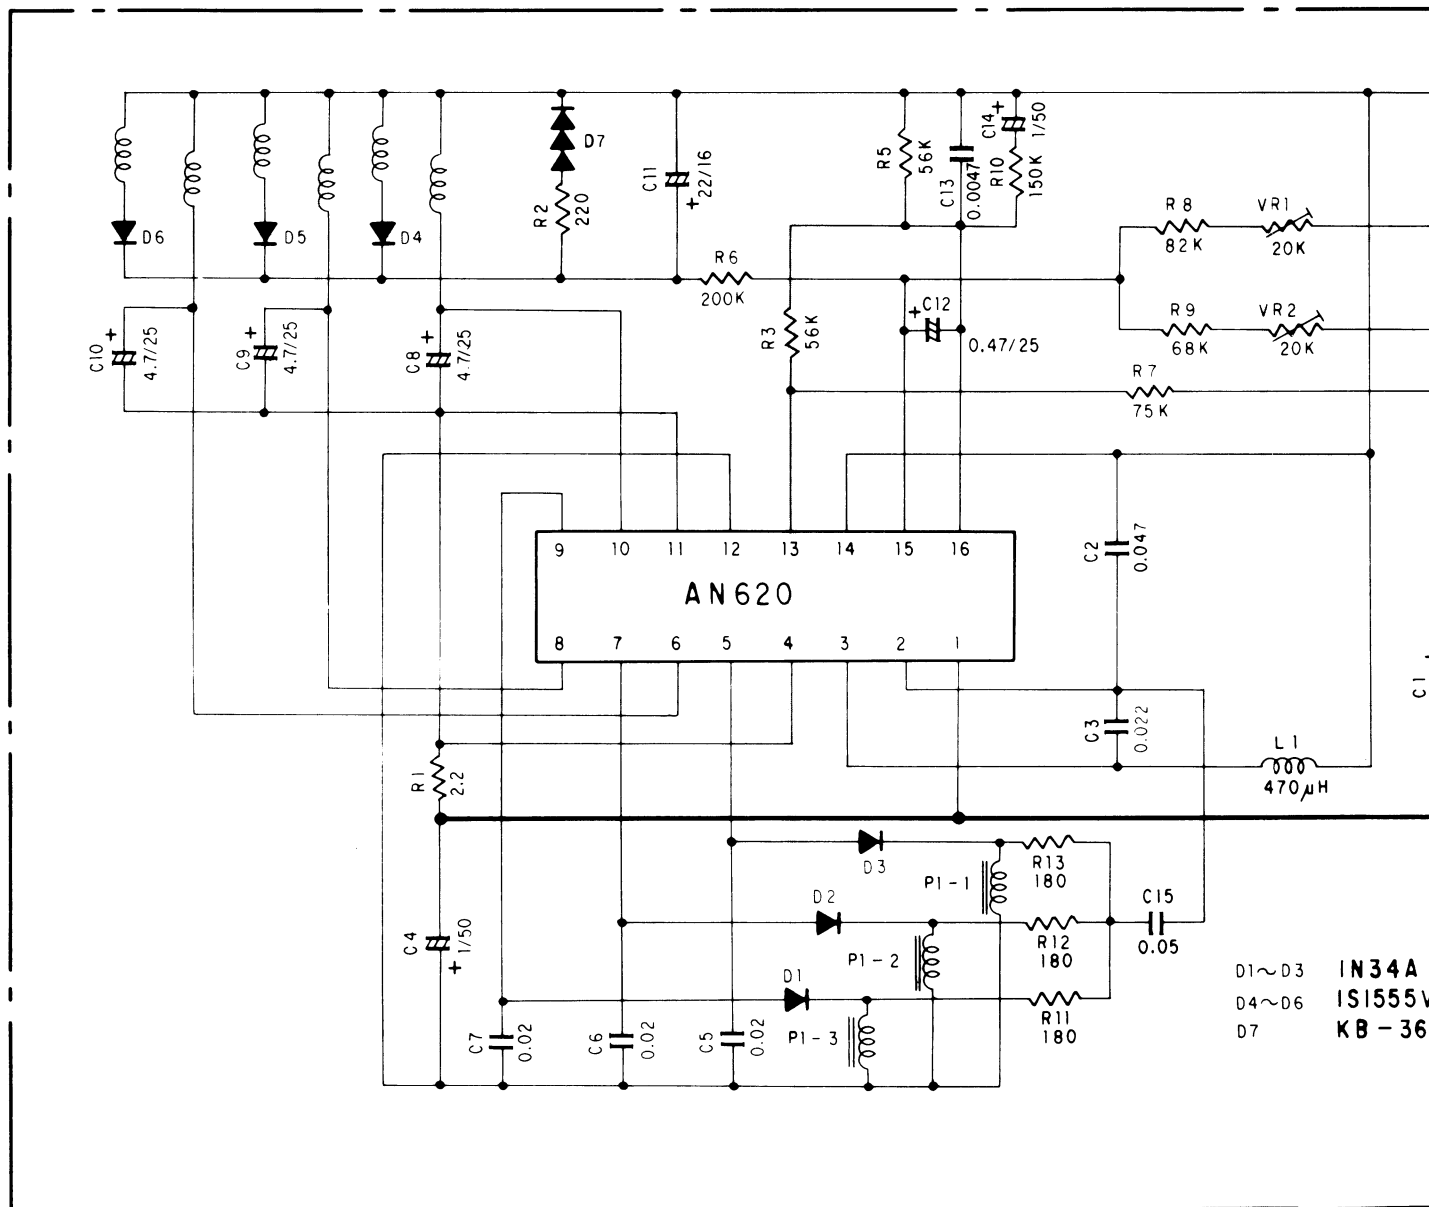 C14 +
1/50
R5
56K
C13
0.0047
R10
150K
D7
R2
220
C11
+ 22/16
D6
D5
D4
R8
82K
VR1
20K
R6
200K
R3
56K
+ C12
0.47/25
R9
68K
VR2
20K
R7
75K
C10
+
4.7/25
C9
+
4.7/25
C8
+
4.7/25
9 10 11 12 13 14 15 16
AN620
8 7 6 5 4 3 2 1
C2
0.047
C3
0.022
C1
L1
470μH
R1
2.2
D3
P1-1
R13
180
D2
P1-2
R12
180
C15
0.05
C4
+ 1/50
D1
P1-3
R11
180
C7
0.02
C6
0.02
C5
0.02
D1~D3 1N34A
D4~D6 1S1555V
D7 KB-36